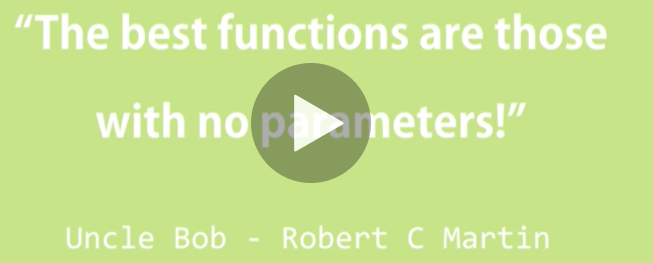 “The best functions are those
with no parameters!”
Uncle Bob - Robert C Martin